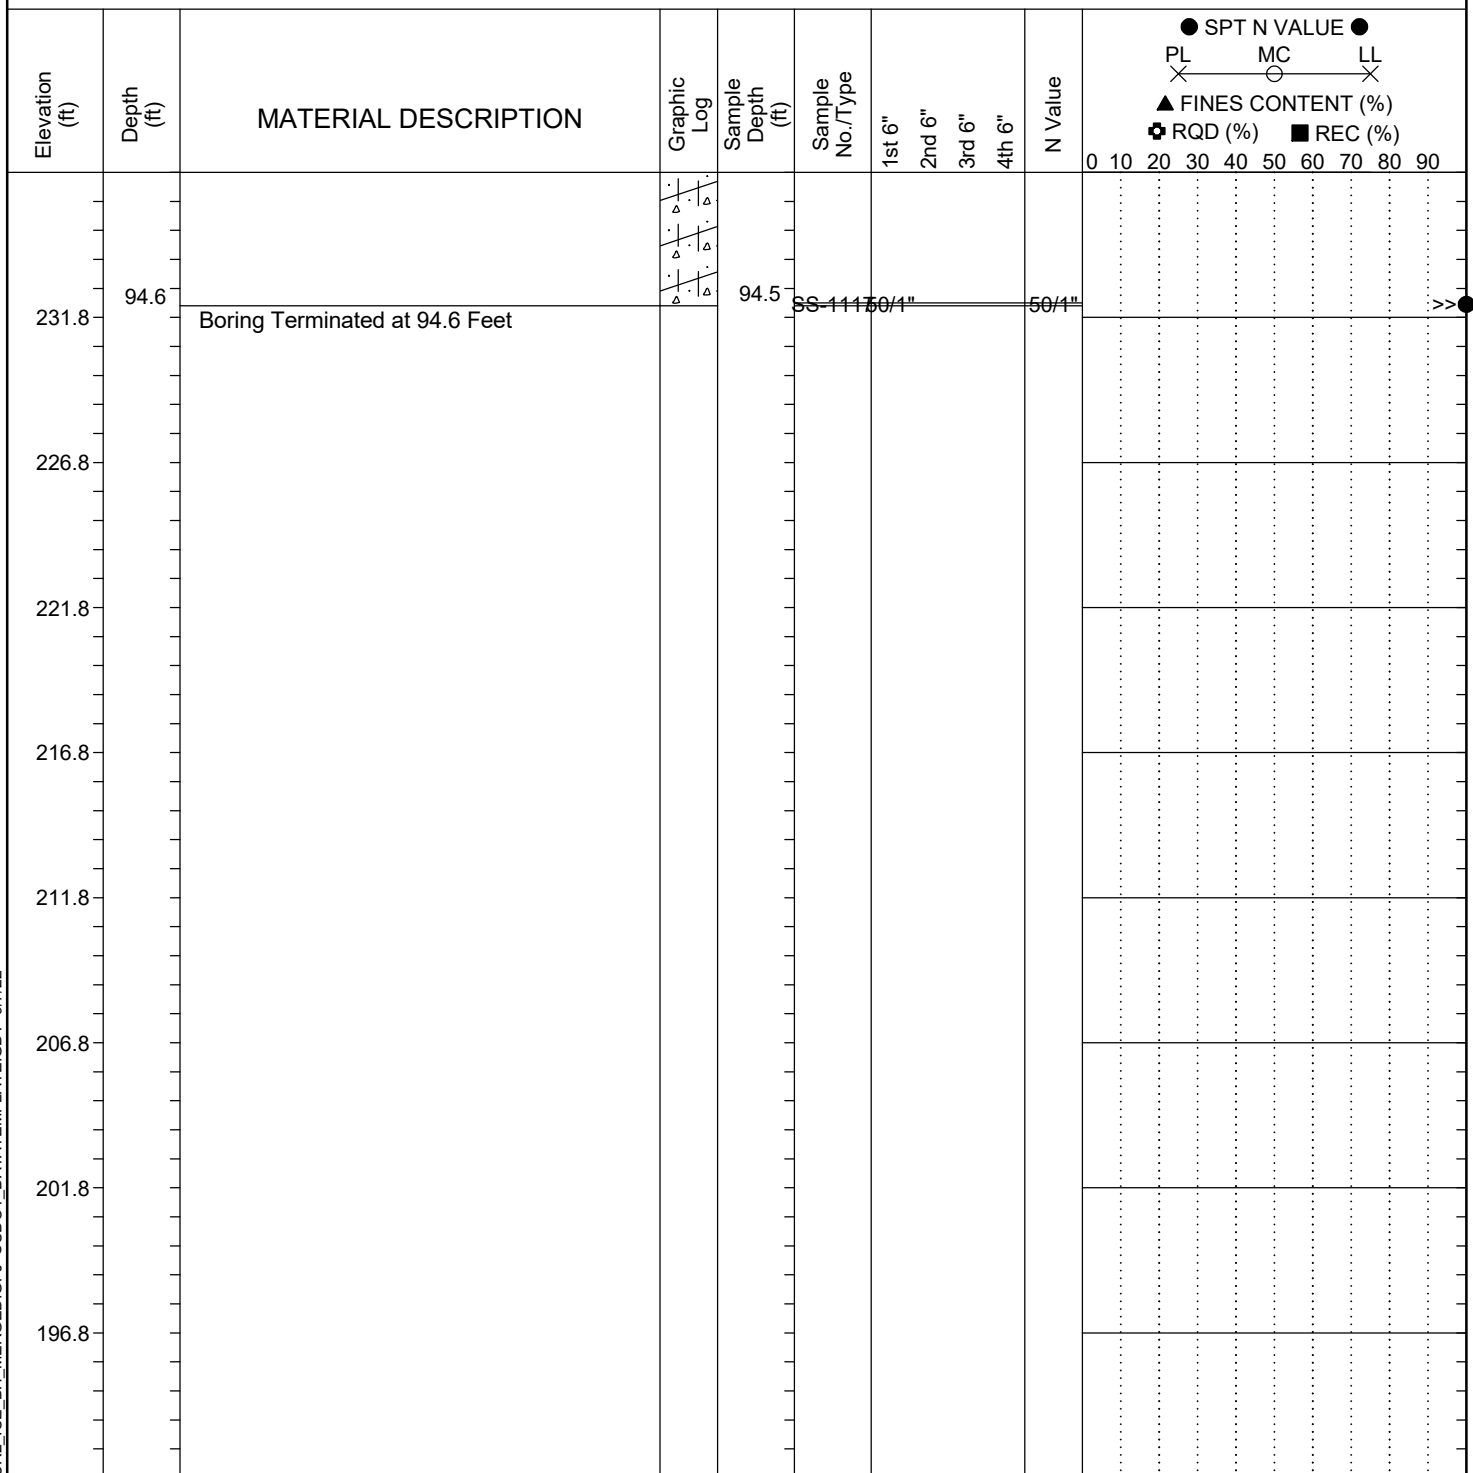 Elevation (ft)
Depth (ft)
MATERIAL DESCRIPTION
Graphic Log
Sample Depth (ft)
Sample No./Type
1st 6"
2nd 6"
3rd 6"
4th 6"
N Value
● SPT N VALUE ●
PL MC LL
▲ FINES CONTENT (%)
RQD (%) ■ REC (%)
0 10 20 30 40 50 60 70 80 90
94.6
94.5
50/1"
50/1"
>>
231.8
Boring Terminated at 94.6 Feet
226.8
221.8
216.8
211.8
206.8
201.8
196.8